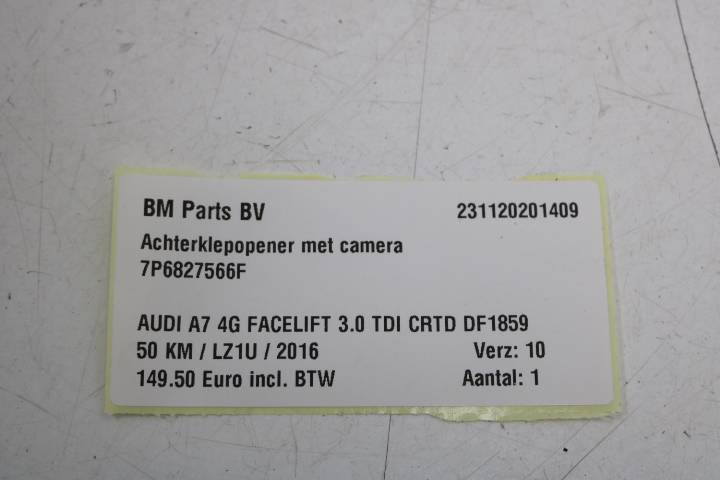 BM Parts BV 231120201409
Achterklepopener met camera
7P6827566F
AUDI A7 4G FACELIFT 3.0 TDI CRTD DF1859
50 KM / LZ1U / 2016 Verz: 10
149.50 Euro incl. BTW Aantal: 1